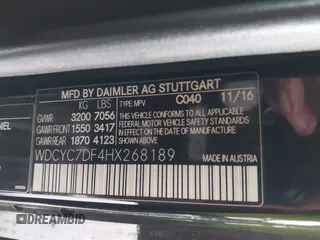 MFD BY DAIMLER AG STUTTGART
KG LBS TYPE: MPV C040 11/16
GVWR 3200 7056
GAWR FRONT 1550 3417
GAWR REAR 1870 4123
THIS VEHICLE CONFORMS TO ALL APPLICABLE
FEDERAL MOTOR VEHICLE SAFETY STANDARDS
IN EFFECT ON THE DATE OF MANUFACTURE
SHOWN ABOVE.
WDCYC7DF4HX268189
MADE IN AUSTRIA
NEL
DREAMBID